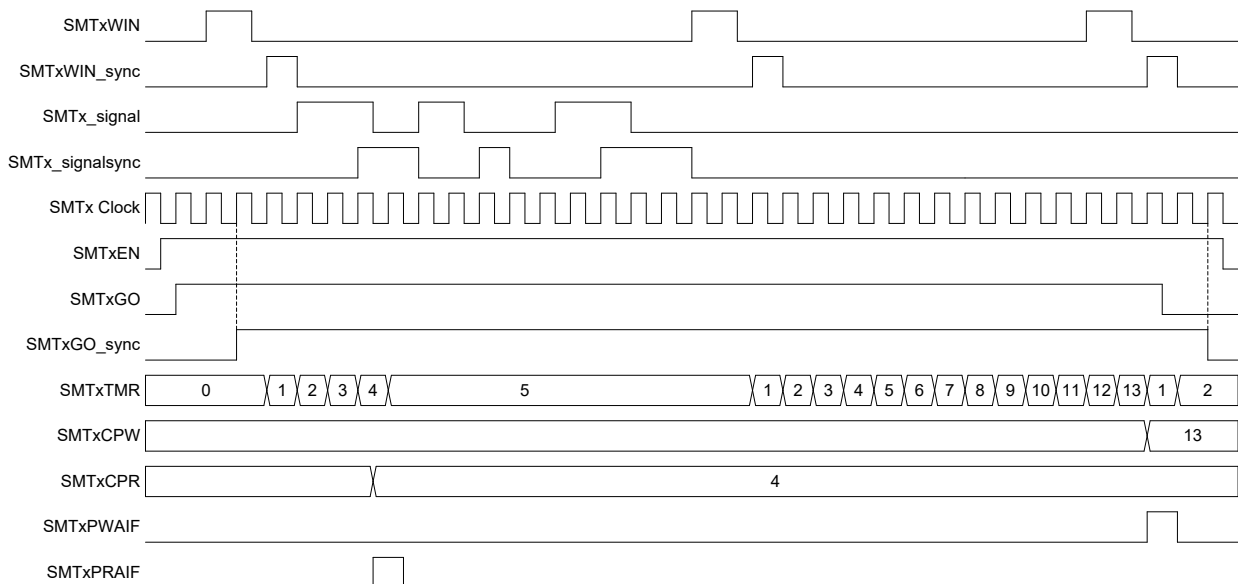 SMTxWIN
SMTxWIN_sync
SMTx_signal
SMTx_signalsync
SMTx Clock
SMTxEN
SMTxGO
SMTxGO_sync
SMTxTMR 0 1 2 3 4 5 1 2 3 4 5 6 7 8 9 10 11 12 13 1 2
SMTxCPW 13
SMTxCPR 4
SMTxPWAIF
SMTxPRAIF